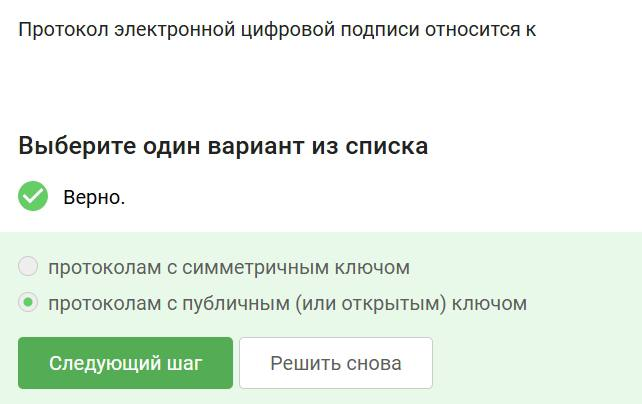 Протокол электронной цифровой подписи относится к
Выберите один вариант из списка
Верно.
протоколам с симметричным ключом
протоколам с публичным (или открытым) ключом
Следующий шаг
Решить снова